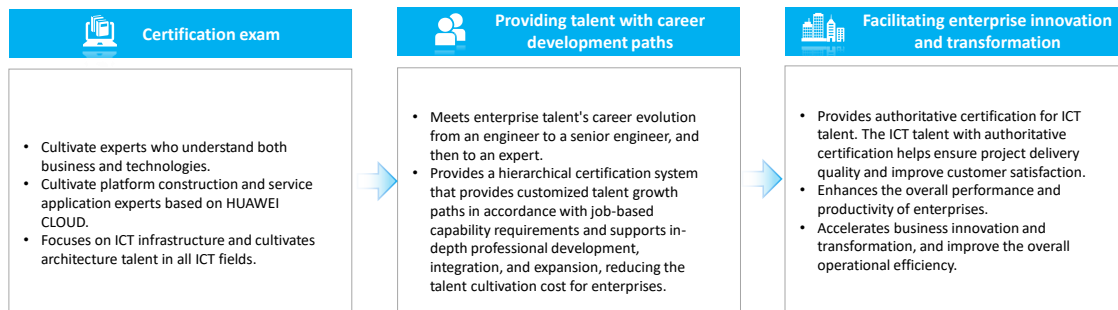 Certification exam
• Cultivate experts who understand both
business and technologies.
• Cultivate platform construction and service
application experts based on HUAWEI
CLOUD.
• Focuses on ICT infrastructure and cultivates
architecture talent in all ICT fields.
Providing talent with career
development paths
• Meets enterprise talent's career evolution
from an engineer to a senior engineer, and
then to an expert.
• Provides a hierarchical certification system
that provides customized talent growth
paths in accordance with job-based
capability requirements and supports in-
depth professional development,
integration, and expansion, reducing the
talent cultivation cost for enterprises.
Facilitating enterprise innovation
and transformation
• Provides authoritative certification for ICT
talent. The ICT talent with authoritative
certification helps ensure project delivery
quality and improve customer satisfaction.
• Enhances the overall performance and
productivity of enterprises.
• Accelerates business innovation and
transformation, and improve the overall
operational efficiency.